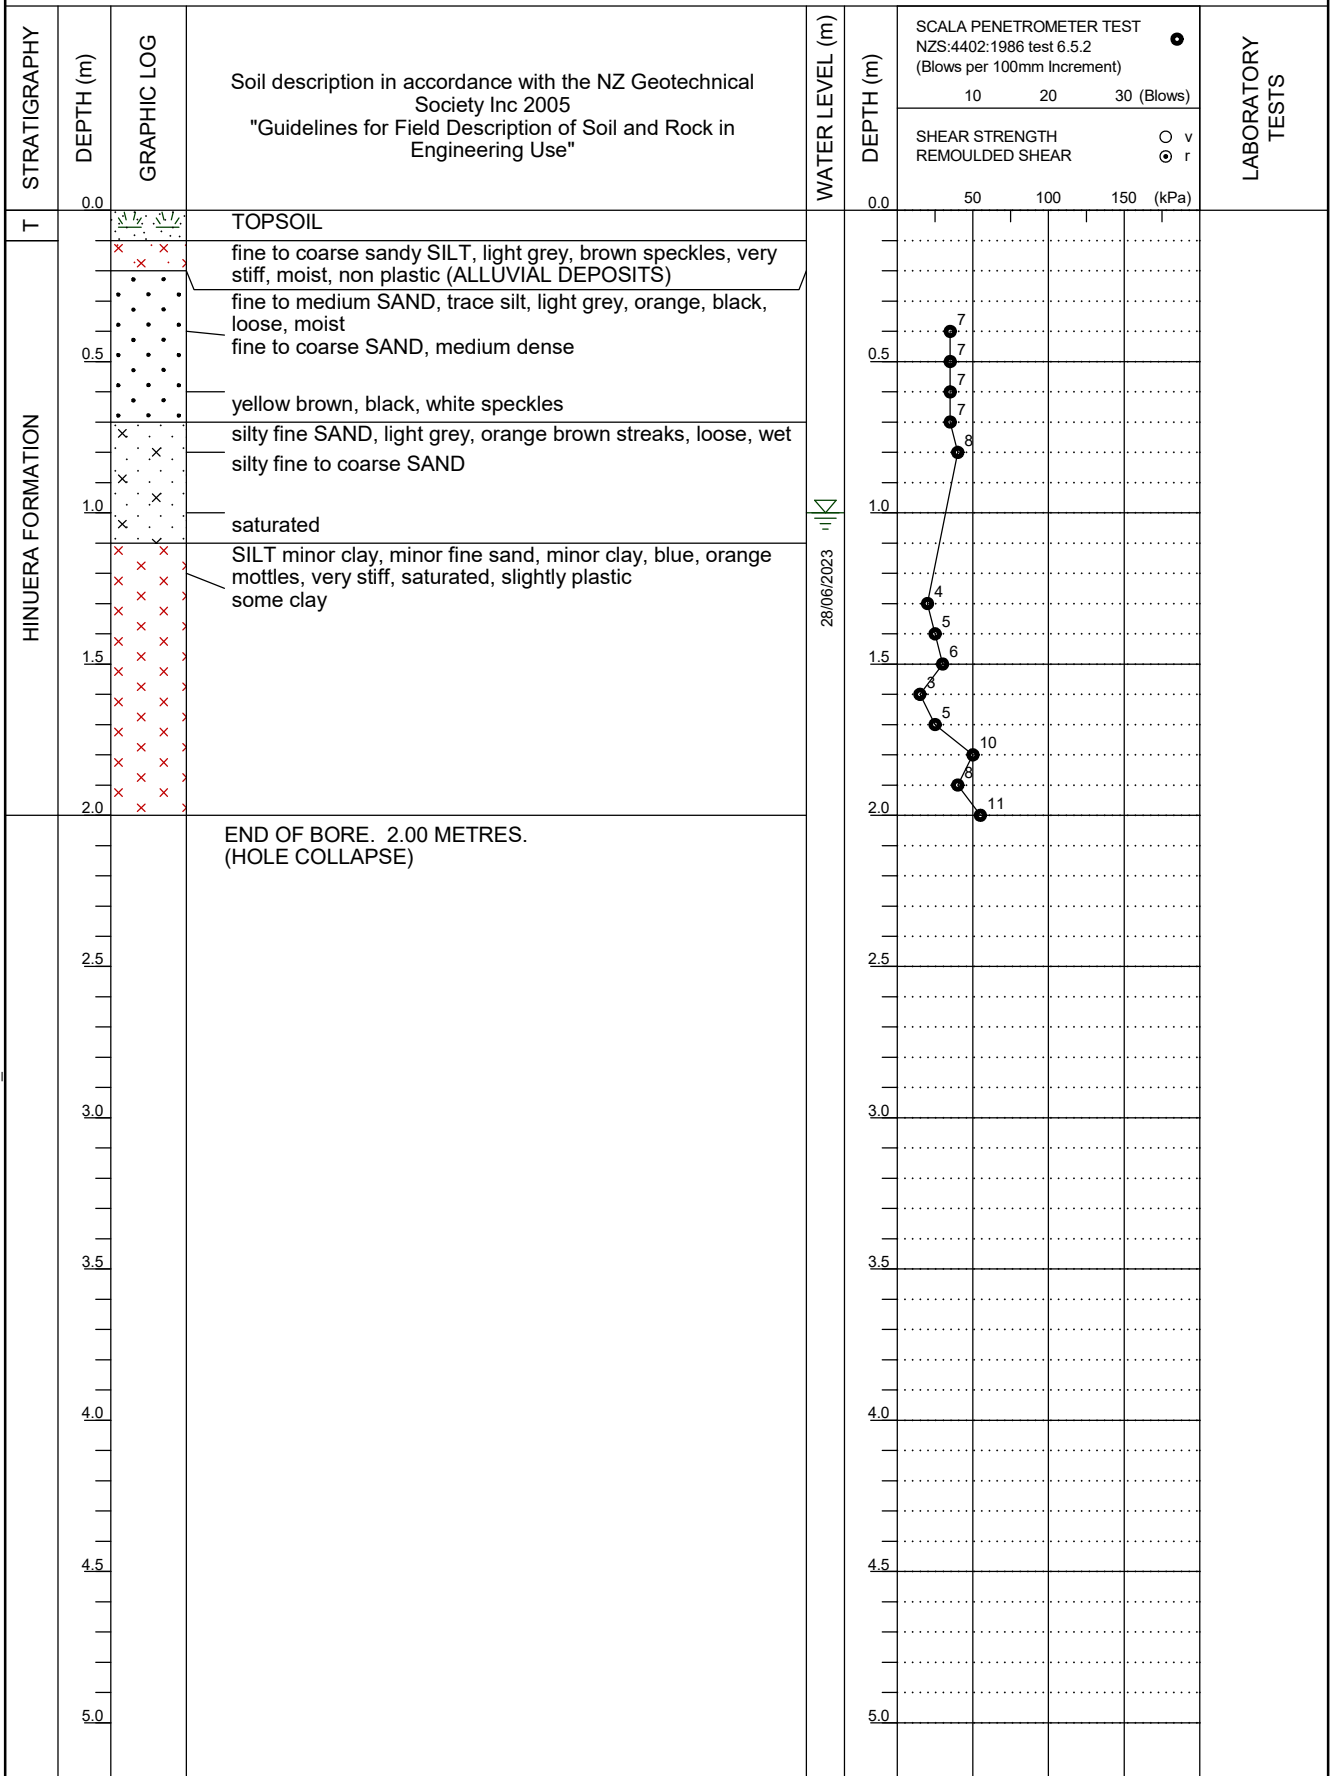 STRATIGRAPHY
DEPTH (m)
GRAPHIC LOG
Soil description in accordance with the NZ Geotechnical
Society Inc 2005
"Guidelines for Field Description of Soil and Rock in
Engineering Use"
WATER LEVEL (m)
DEPTH (m)
SCALA PENETROMETER TEST
NZS:4402:1986 test 6.5.2
(Blows per 100mm Increment)
10 20 30 (Blows)
SHEAR STRENGTH v
REMOULDED SHEAR r
50 100 150 (kPa)
LABORATORY
TESTS
0.0
0.0
T
TOPSOIL
fine to coarse sandy SILT, light grey, brown speckles, very
stiff, moist, non plastic (ALLUVIAL DEPOSITS)
fine to medium SAND, trace silt, light grey, orange, black,
loose, moist
fine to coarse SAND, medium dense
yellow brown, black, white speckles
silty fine SAND, light grey, orange brown streaks, loose, wet
silty fine to coarse SAND
saturated
SILT minor clay, minor fine sand, minor clay, blue, orange
mottles, very stiff, saturated, slightly plastic
some clay
HINUERA FORMATION
END OF BORE. 2.00 METRES.
(HOLE COLLAPSE)
0.5
1.0
1.5
2.0
2.5
3.0
3.5
4.0
4.5
5.0
28/06/2023
0.5
1.0
1.5
2.0
2.5
3.0
3.5
4.0
4.5
5.0
7
7
7
7
8
4
5
6
3
5
10
8
11